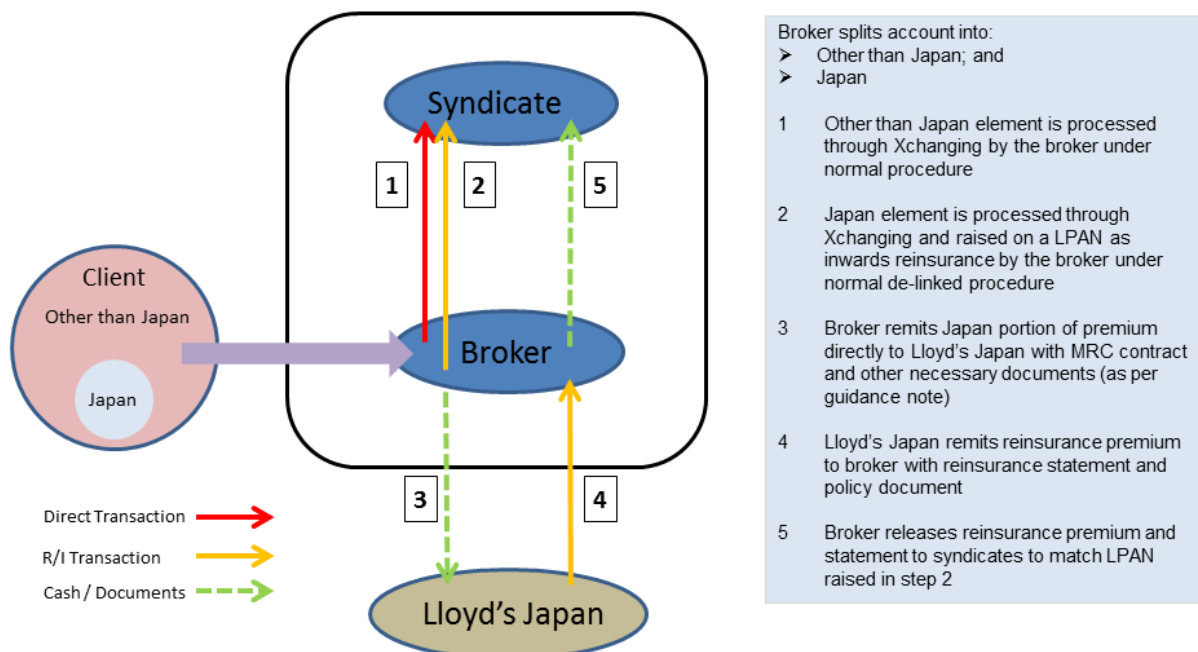 Syndicate
1
2
5
Client
Other than Japan
Japan
Broker
3
4
Direct Transaction
R/I Transaction
Cash / Documents
Lloyd's Japan
Broker splits account into:
➢ Other than Japan; and
➢ Japan
1 Other than Japan element is processed
through Xchanging by the broker under
normal procedure
2 Japan element is processed through
Xchanging and raised on a LPAN as
inwards reinsurance by the broker under
normal de-linked procedure
3 Broker remits Japan portion of premium
directly to Lloyd's Japan with MRC contract
and other necessary documents (as per
guidance note)
4 Lloyd's Japan remits reinsurance premium
to broker with reinsurance statement and
policy document
5 Broker releases reinsurance premium and
statement to syndicates to match LPAN
raised in step 2